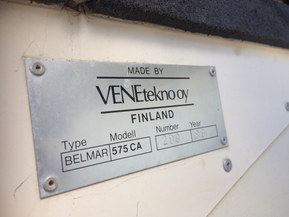 MADE BY
VENEtekno oy
FINLAND
Type Modell Number Year
BELMAR 575 CA